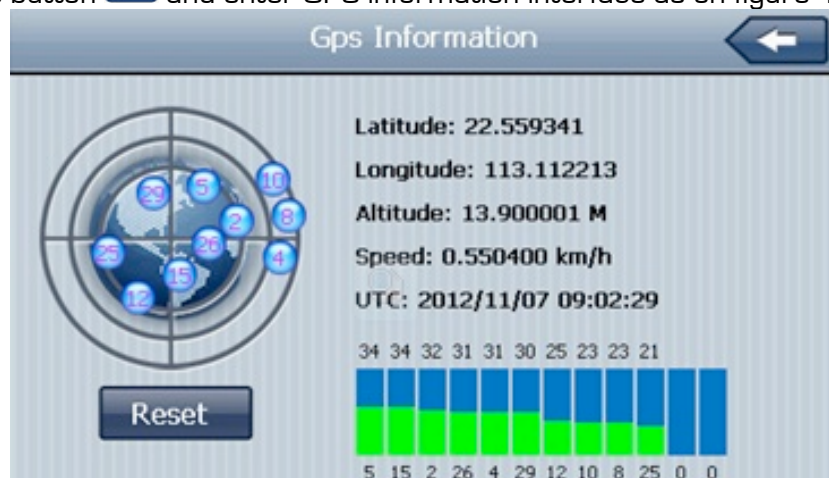 button and enter GPS information interface as on figure
Gps Information
Latitude: 22.559341
Longitude: 113.112213
Altitude: 13.900001 M
Speed: 0.550400 km/h
UTC: 2012/11/07 09:02:29
29 5 10
2 8
25 26 4
15
12
34 34 32 31 31 30 25 23 23 21
Reset
5 15 2 26 4 29 12 10 8 25 0 0